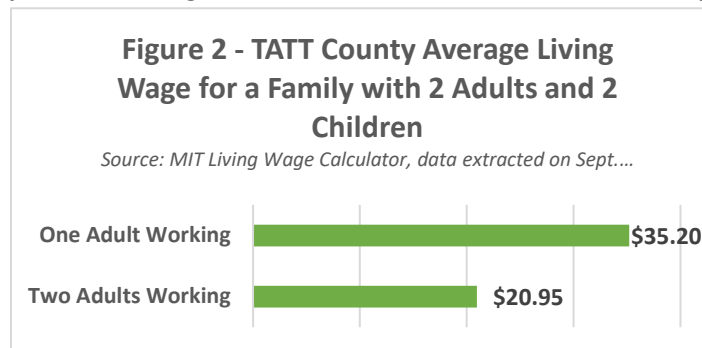 Figure 2 - TATT County Average Living
Wage for a Family with 2 Adults and 2
Children
Source: MIT Living Wage Calculator, data extracted on Sept.…
One Adult Working
$35.20
Two Adults Working
$20.95